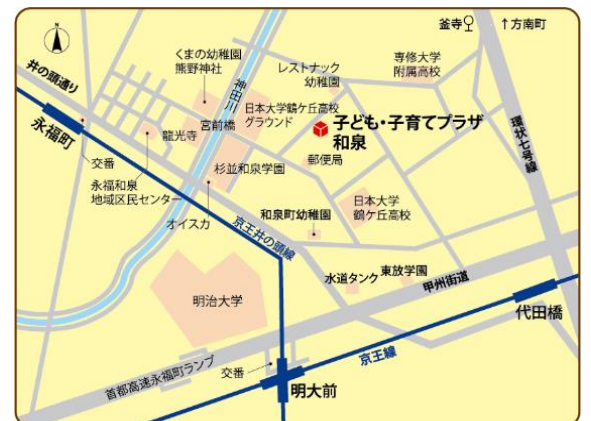 釜寺
↑方南町
くまの幼稚園
熊野神社
レストナック
幼稚園
専修大学
附属高校
井の頭通り
神田川
環状七号線
日本大学鶴ケ丘高校
グラウンド
子ども・子育てプラザ
和泉
永福町
龍光寺
宮前橋
郵便局
交番
杉並和泉学園
永福和泉
地域区民センター
日本大学
鶴ケ丘高校
オイスカ
和泉町幼稚園
京王井の頭線
水道タンク
東放学園
甲州街道
明治大学
代田橋
首都高速永福町ランプ
交番
京王線
明大前